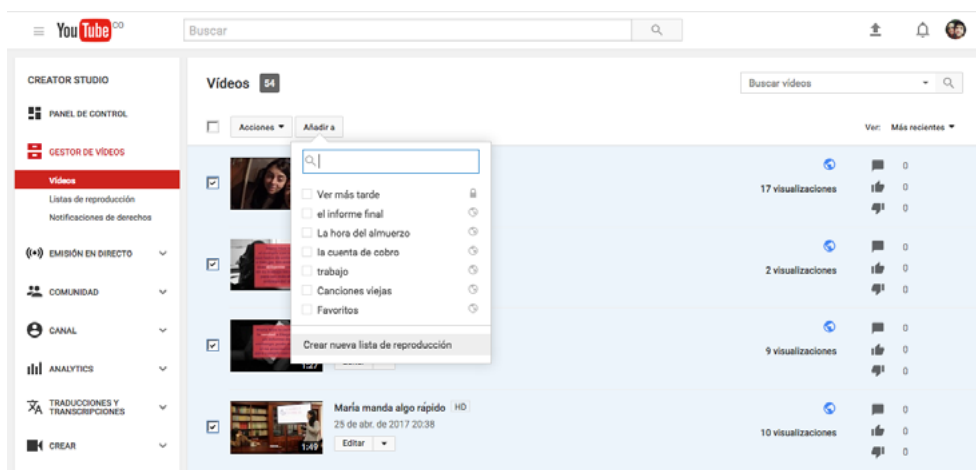 YouTube CO
Buscar
CREATOR STUDIO
PANEL DE CONTROL
GESTOR DE VÍDEOS
Vídeos
Listas de reproducción
Notificaciones de derechos
EMISIÓN EN DIRECTO
COMUNIDAD
CANAL
ANALYTICS
TRADUCCIONES Y
TRANSCRIPCIONES
CREAR
Vídeos 54
Buscar vídeos
Acciones
Añadir a
Ver: Más recientes
Ver más tarde
el informe final
La hora del almuerzo
la cuenta de cobro
trabajo
Canciones viejas
Favoritos
Crear nueva lista de reproducción
17 visualizaciones
0
0
0
2 visualizaciones
0
0
0
1:27
9 visualizaciones
0
0
0
María manda algo rápido HD
25 de abr. de 2017 20:38
Editar
1:49
10 visualizaciones
0
0
0